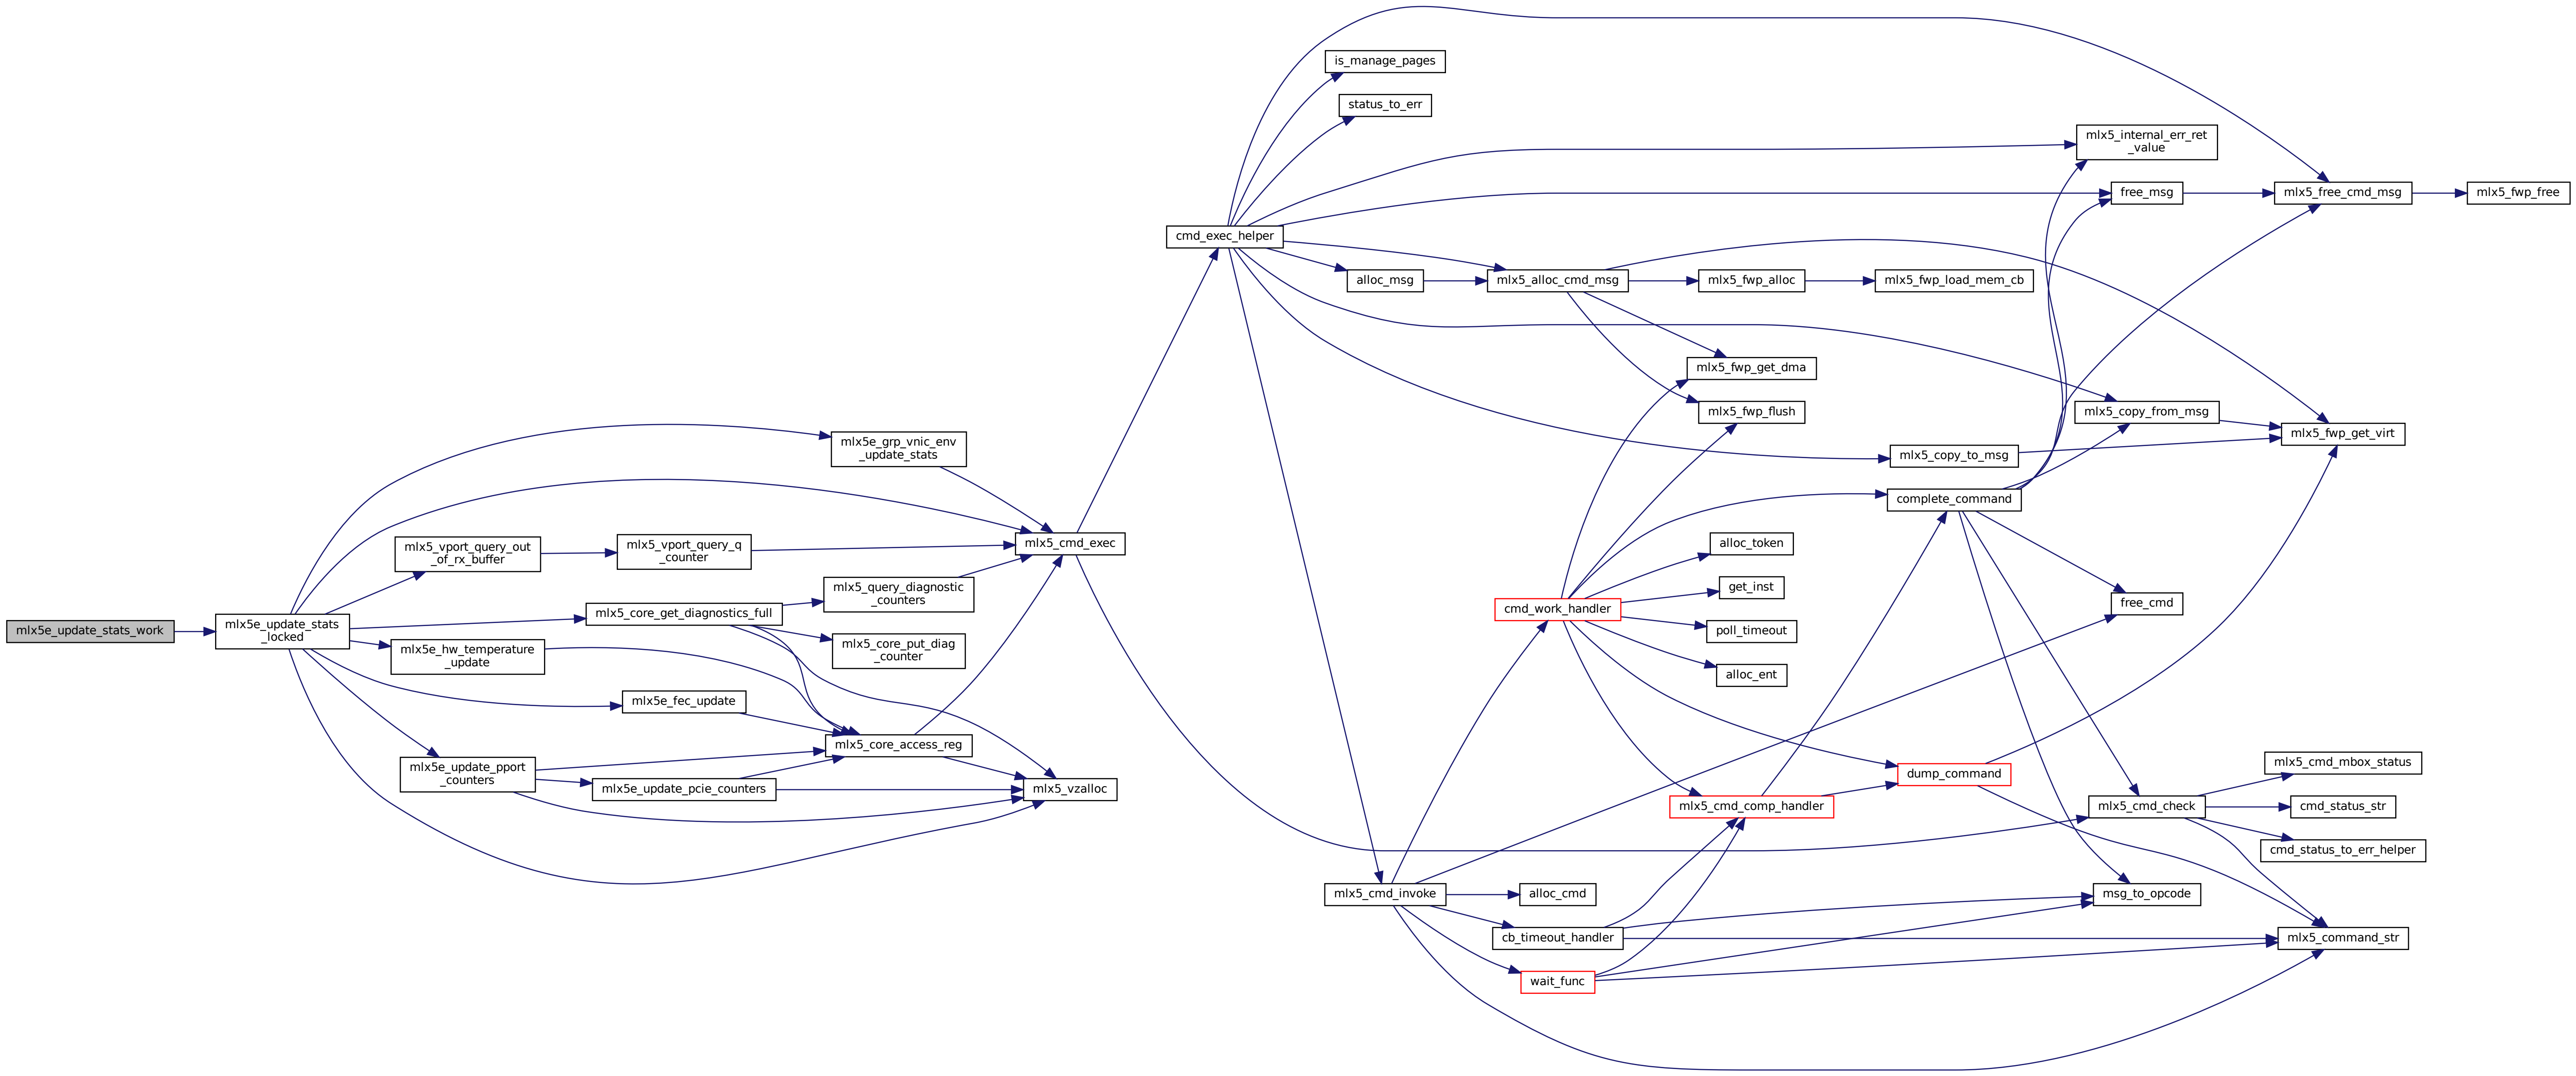 mlx5e_update_stats_work
mlx5e_update_stats
_locked
mlx5e_grp_vnic_env
_update_stats
mlx5_vport_query_out
_of_rx_buffer
mlx5_vport_query_q
_counter
mlx5_core_get_diagnostics_full
mlx5_query_diagnostic
_counters
mlx5_core_put_diag
_counter
mlx5e_hw_temperature
_update
mlx5e_fec_update
mlx5_core_access_reg
mlx5e_update_pport
_counters
mlx5e_update_pcie_counters
mlx5_vzalloc
mlx5_cmd_exec
cmd_exec_helper
is_manage_pages
status_to_err
mlx5_internal_err_ret
_value
free_msg
mlx5_free_cmd_msg
mlx5_fwp_free
alloc_msg
mlx5_alloc_cmd_msg
mlx5_fwp_alloc
mlx5_fwp_load_mem_cb
mlx5_fwp_get_dma
mlx5_fwp_flush
mlx5_copy_from_msg
mlx5_fwp_get_virt
mlx5_copy_to_msg
complete_command
alloc_token
get_inst
cmd_work_handler
free_cmd
poll_timeout
alloc_ent
dump_command
mlx5_cmd_comp_handler
mlx5_cmd_check
mlx5_cmd_mbox_status
cmd_status_str
cmd_status_to_err_helper
mlx5_cmd_invoke
alloc_cmd
msg_to_opcode
cb_timeout_handler
mlx5_command_str
wait_func